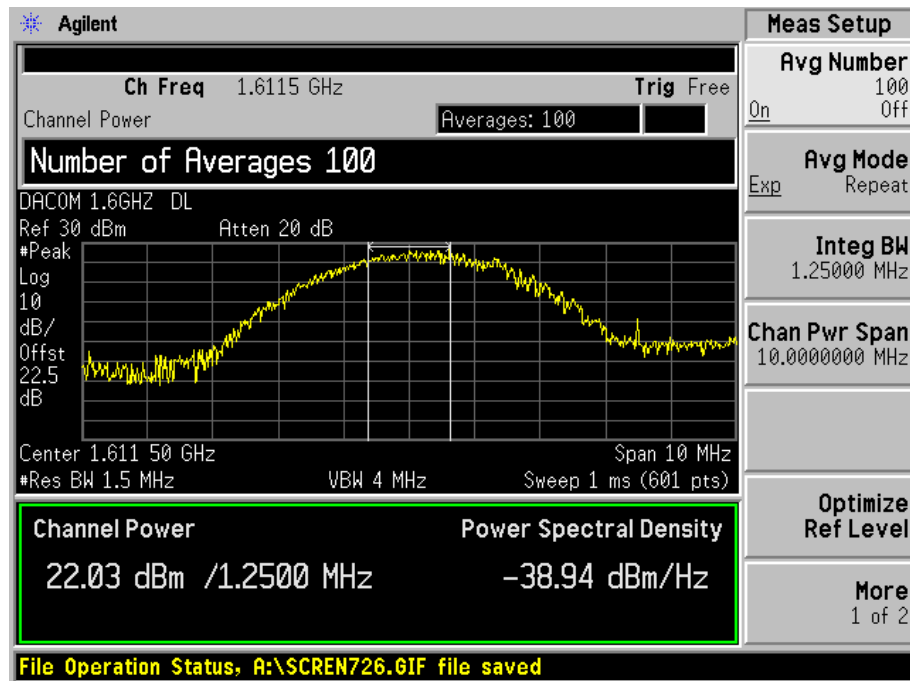 Agilent
Meas Setup
Ch Freq 1.6115 GHz Trig Free
Channel Power Averages: 100
Number of Averages 100
DACOM 1.6GHZ DL
Ref 30 dBm Atten 20 dB
#Peak
Log
10
dB/
Offst
22.5
dB
Center 1.611 50 GHz Span 10 MHz
#Res BW 1.5 MHz VBW 4 MHz Sweep 1 ms (601 pts)
Channel Power Power Spectral Density
22.03 dBm /1.2500 MHz -38.94 dBm/Hz
File Operation Status, A:\SCREN726.GIF file saved
Avg Number
100
On Off
Avg Mode
Exp Repeat
Integ BW
1.25000 MHz
Chan Pwr Span
10.0000000 MHz
Optimize
Ref Level
More
1 of 2